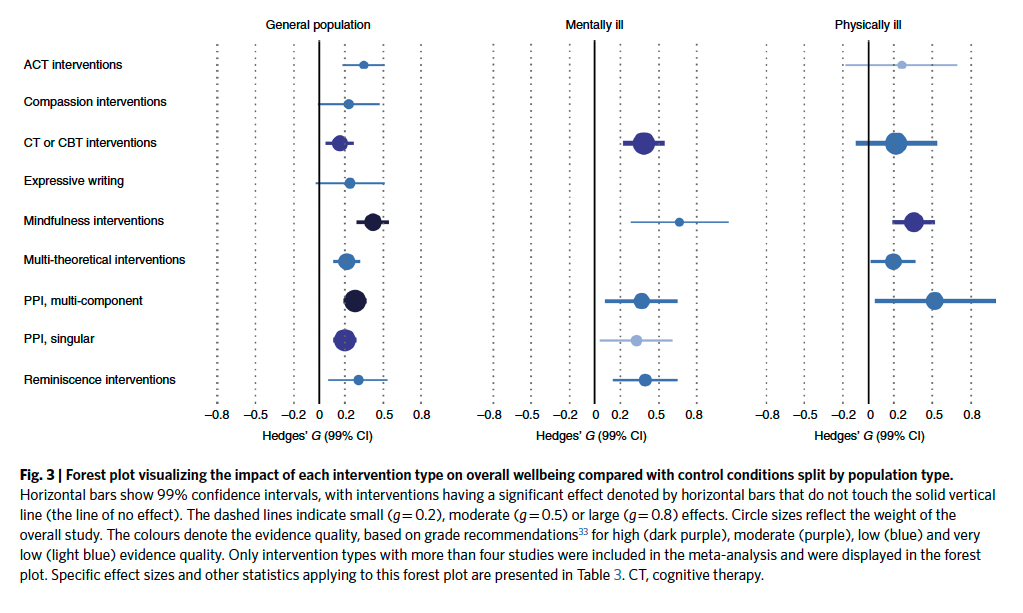 General population Mentally ill Physically ill
ACT interventions
Compassion interventions
CT or CBT interventions
Expressive writing
Mindfulness interventions
Multi-theoretical interventions
PPI, multi-component
PPI, singular
Reminiscence interventions
−0.8 −0.5 −0.2 0 0.2 0.5 0.8 −0.8 −0.5 −0.2 0 0.2 0.5 0.8 −0.8 −0.5 −0.2 0 0.2 0.5 0.8
Hedges’ G (99% CI) Hedges’ G (99% CI) Hedges’ G (99% CI)
Fig. 3 | Forest plot visualizing the impact of each intervention type on overall wellbeing compared with control conditions split by population type.
Horizontal bars show 99% confidence intervals, with interventions having a significant effect denoted by horizontal bars that do not touch the solid vertical
line (the line of no effect). The dashed lines indicate small (g=0.2), moderate (g=0.5) or large (g=0.8) effects. Circle sizes reflect the weight of the
overall study. The colours denote the evidence quality, based on grade recommendations33 for high (dark purple), moderate (purple), low (blue) and very
low (light blue) evidence quality. Only intervention types with more than four studies were included in the meta-analysis and were displayed in the forest
plot. Specific effect sizes and other statistics applying to this forest plot are presented in Table 3. CT, cognitive therapy.